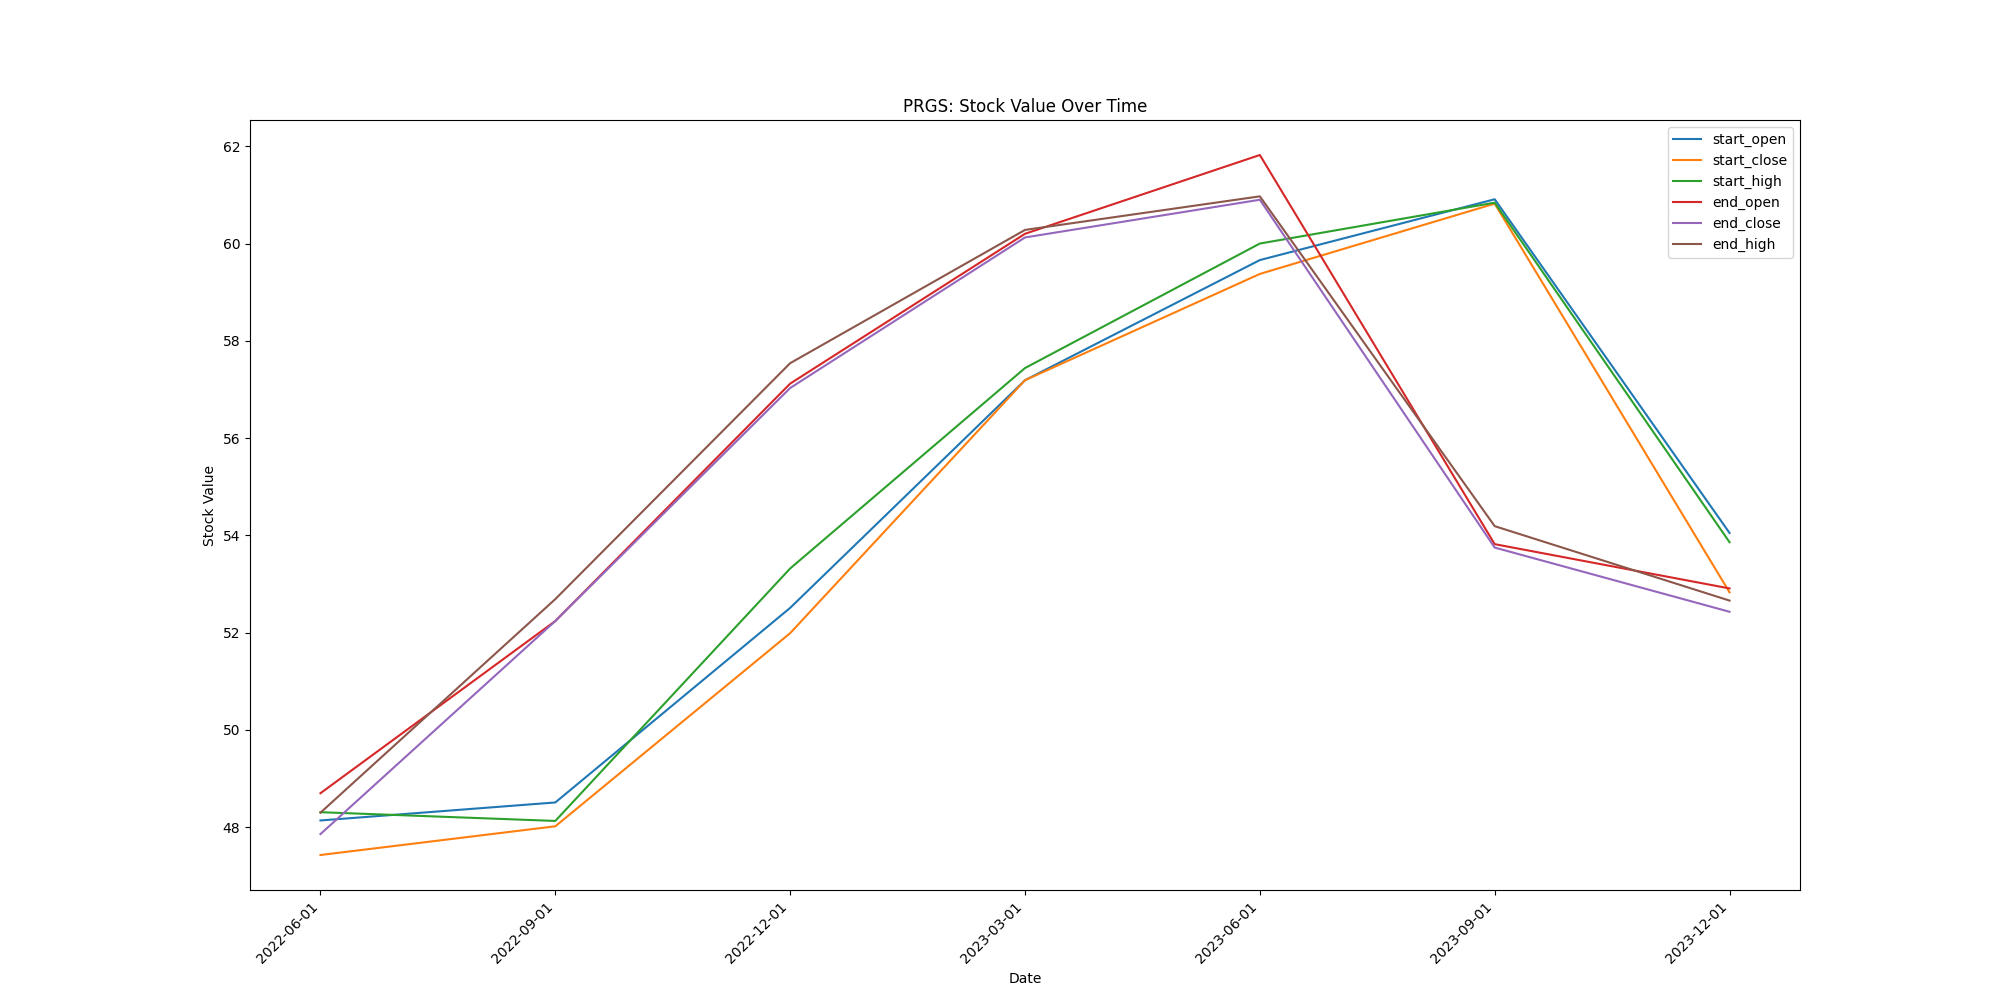 PRGS: Stock Value Over Time
start_open
start_close
start_high
end_open
end_close
end_high
62
60
58
56
54
52
50
48
Stock Value
2022-06-01
2022-09-01
2022-12-01
2023-03-01
2023-06-01
2023-09-01
2023-12-01
Date